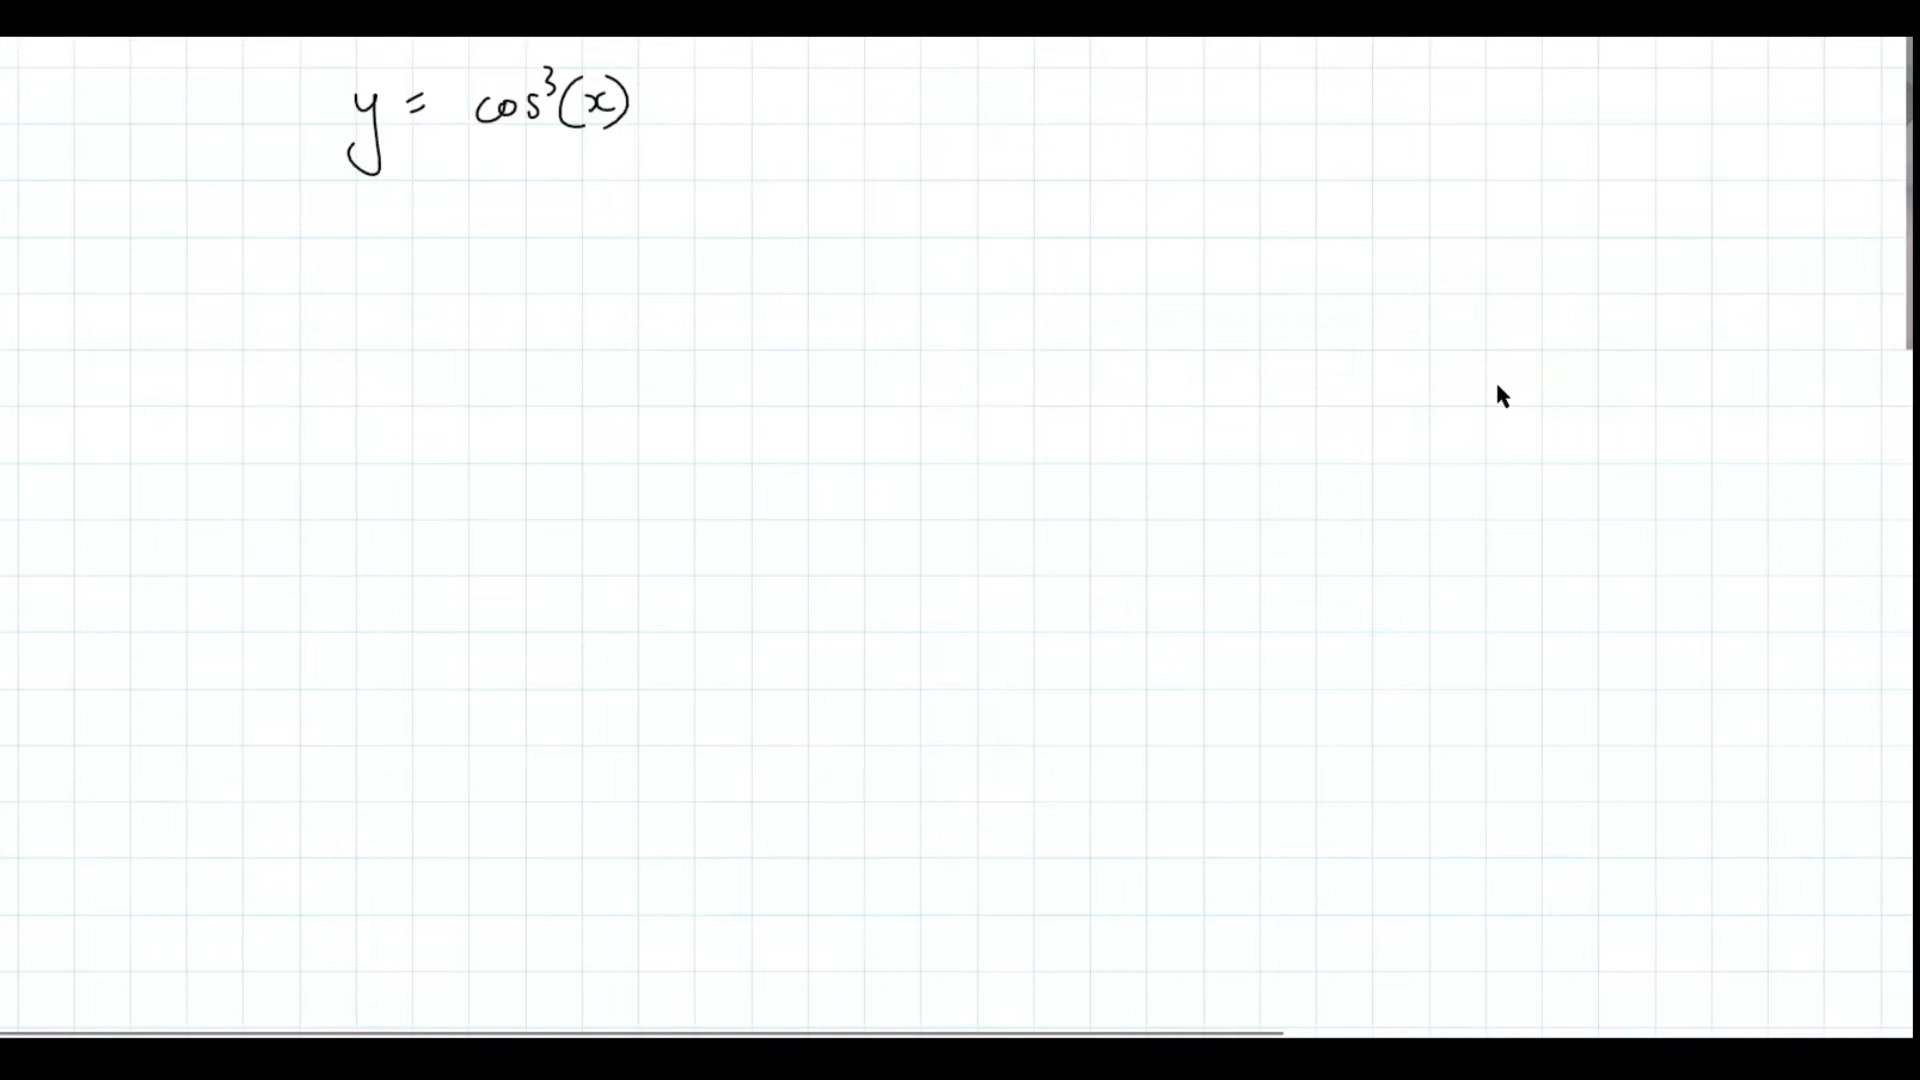 y = cos³(x)